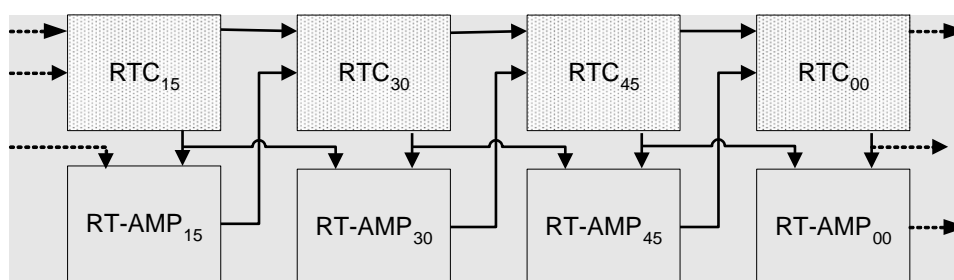 RTC₁₅ RTC₃₀ RTC₄₅ RTC₀₀
RT-AMP₁₅ RT-AMP₃₀ RT-AMP₄₅ RT-AMP₀₀